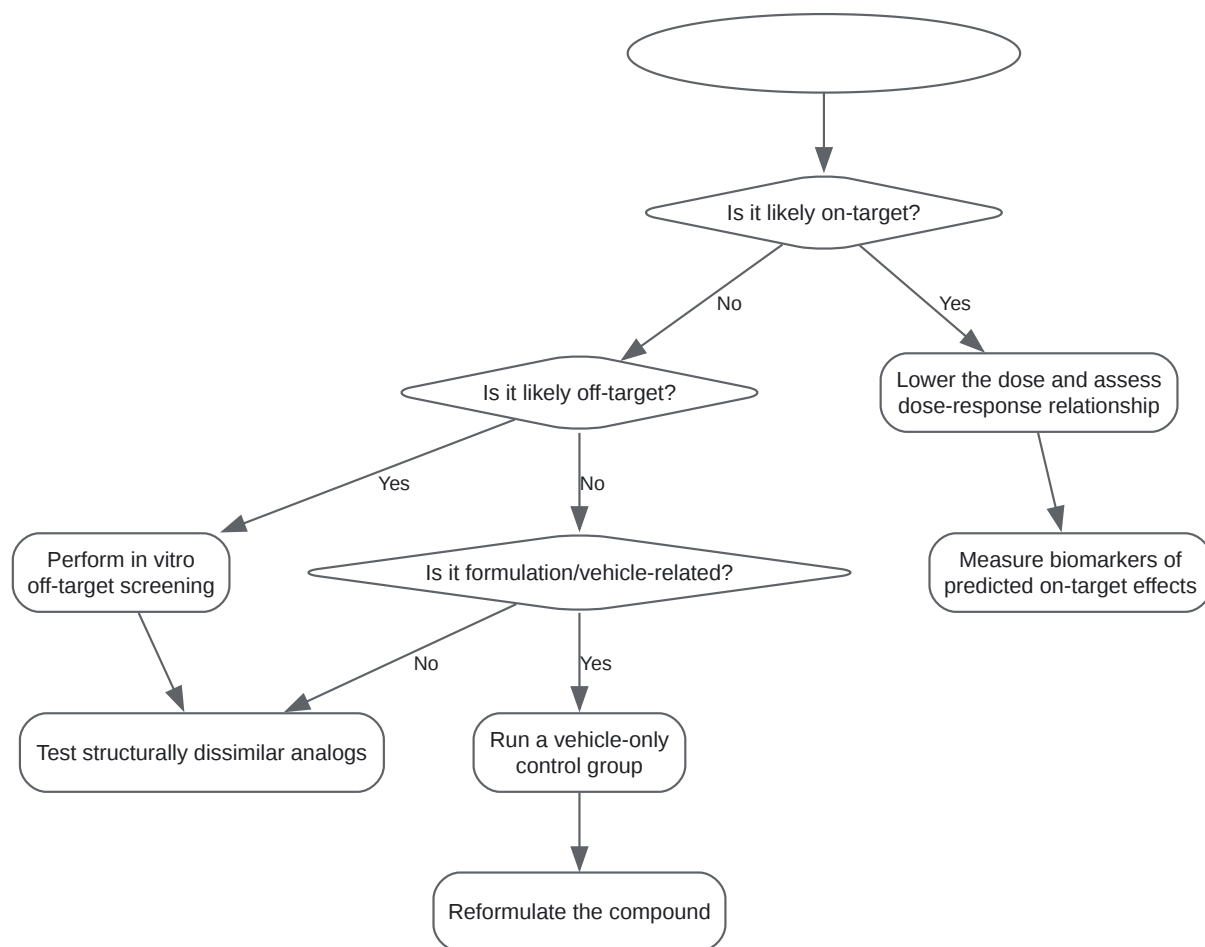 Is it likely on-target?
No
Yes
Is it likely off-target?
Lower the dose and assess
dose-response relationship
Yes
No
Perform in vitro
off-target screening
Is it formulation/vehicle-related?
Measure biomarkers of
predicted on-target effects
No
Yes
Test structurally dissimilar analogs
Run a vehicle-only
control group
Reformulate the compound